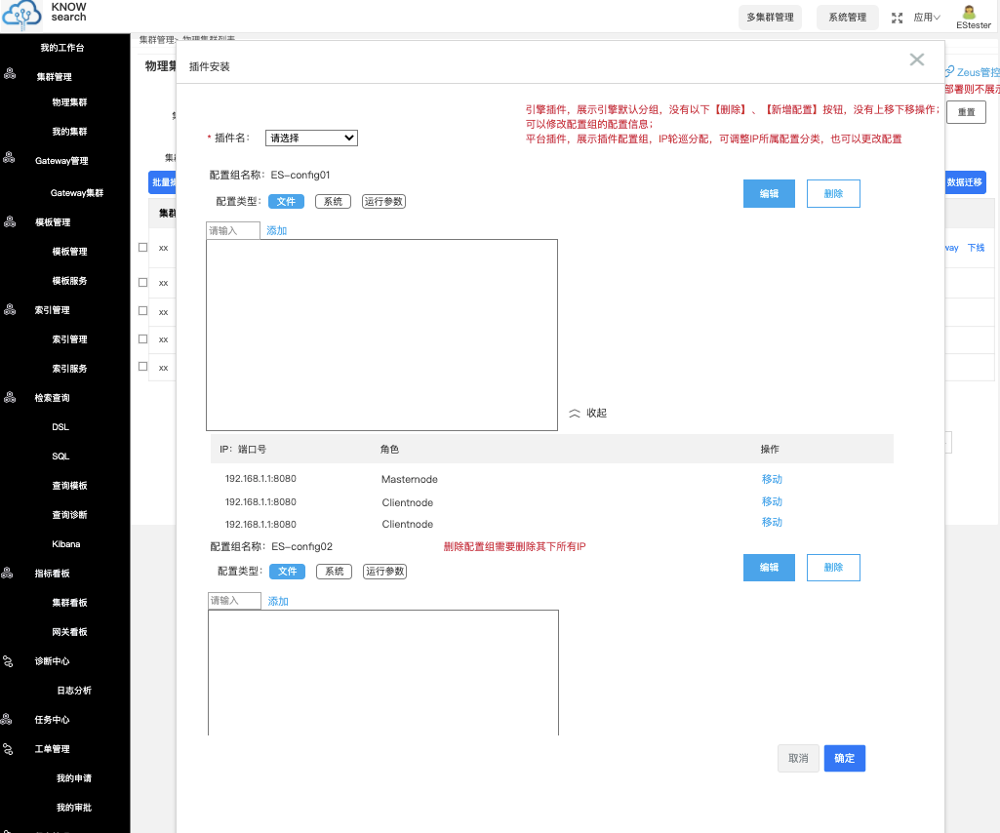 KNOW
search
多集群管理
系统管理
应用
EStester
我的工作台
集群管理
物理集群
我的集群
Gateway管理
Gateway集群
模板管理
模板管理
模板服务
索引管理
索引管理
索引服务
检索查询
DSL
SQL
查询模板
查询诊断
Kibana
指标看板
集群看板
网关看板
诊断中心
日志分析
任务中心
工单管理
我的申请
我的审批
集群管理> 物理集群列表
物理集
Zeus管控
部署则不展示
重置
批量操
数据迁移
集群
xx
way 下线
xx
xx
xx
xx
插件安装
引擎插件，展示引擎默认分组，没有以下【删除】、【新增配置】按钮，没有上移下移操作；
可以修改配置组的配置信息；
平台插件，展示插件配置组，IP轮巡分配，可调整IP所属配置分类，也可以更改配置
* 插件名： 请选择
配置组名称：ES-config01
配置类型： 文件 系统 运行参数
编辑 删除
请输入 添加
收起
IP：端口号 角色 操作
192.168.1.1:8080 Masternode 移动
192.168.1.1:8080 Clientnode 移动
192.168.1.1:8080 Clientnode 移动
配置组名称：ES-config02 删除配置组需要删除其下所有IP
配置类型： 文件 系统 运行参数
编辑 删除
请输入 添加
取消 确定